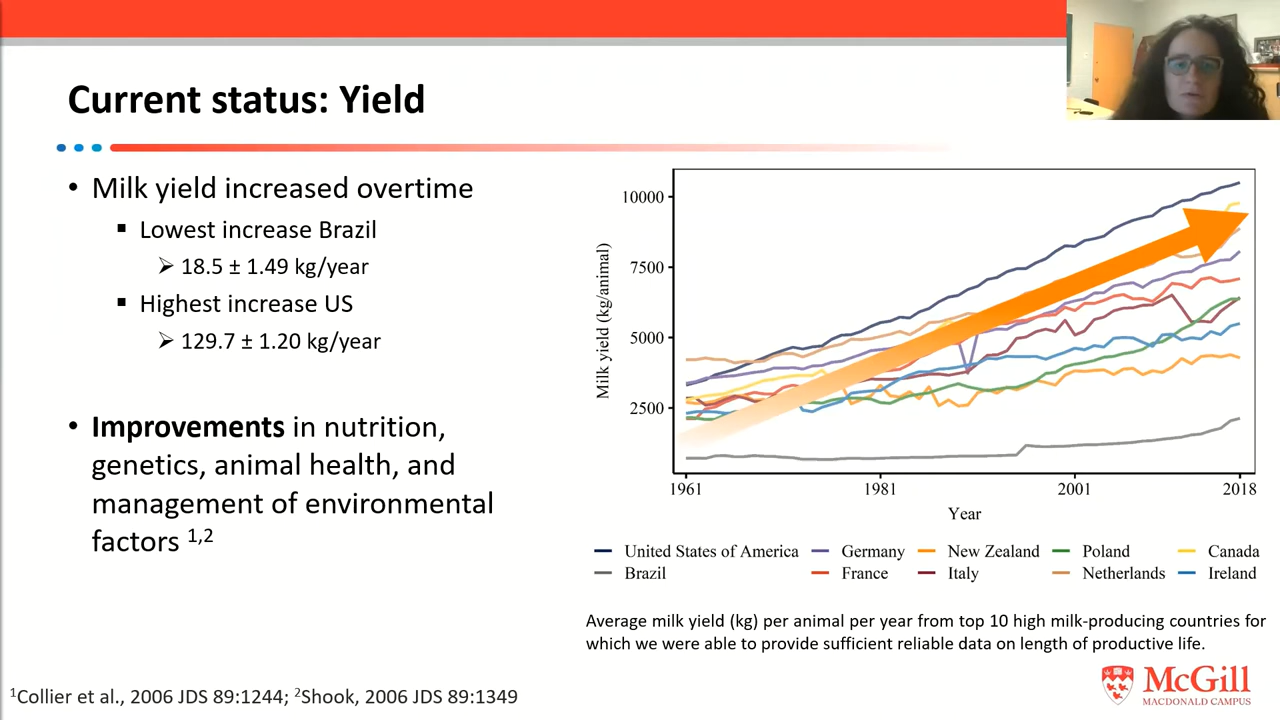 Current status: Yield
• Milk yield increased overtime
▪ Lowest increase Brazil
➢ 18.5 ± 1.49 kg/year
▪ Highest increase US
➢ 129.7 ± 1.20 kg/year
• Improvements in nutrition,
genetics, animal health, and
management of environmental
factors 1,2
1Collier et al., 2006 JDS 89:1244; 2Shook, 2006 JDS 89:1349
Milk yield (kg/animal)
10000
7500
5000
2500
1961 1981 2001 2018
Year
United States of America Germany New Zealand Poland Canada
Brazil France Italy Netherlands Ireland
Average milk yield (kg) per animal per year from top 10 high milk-producing countries for
which we were able to provide sufficient reliable data on length of productive life.
McGill
MACDONALD CAMPUS